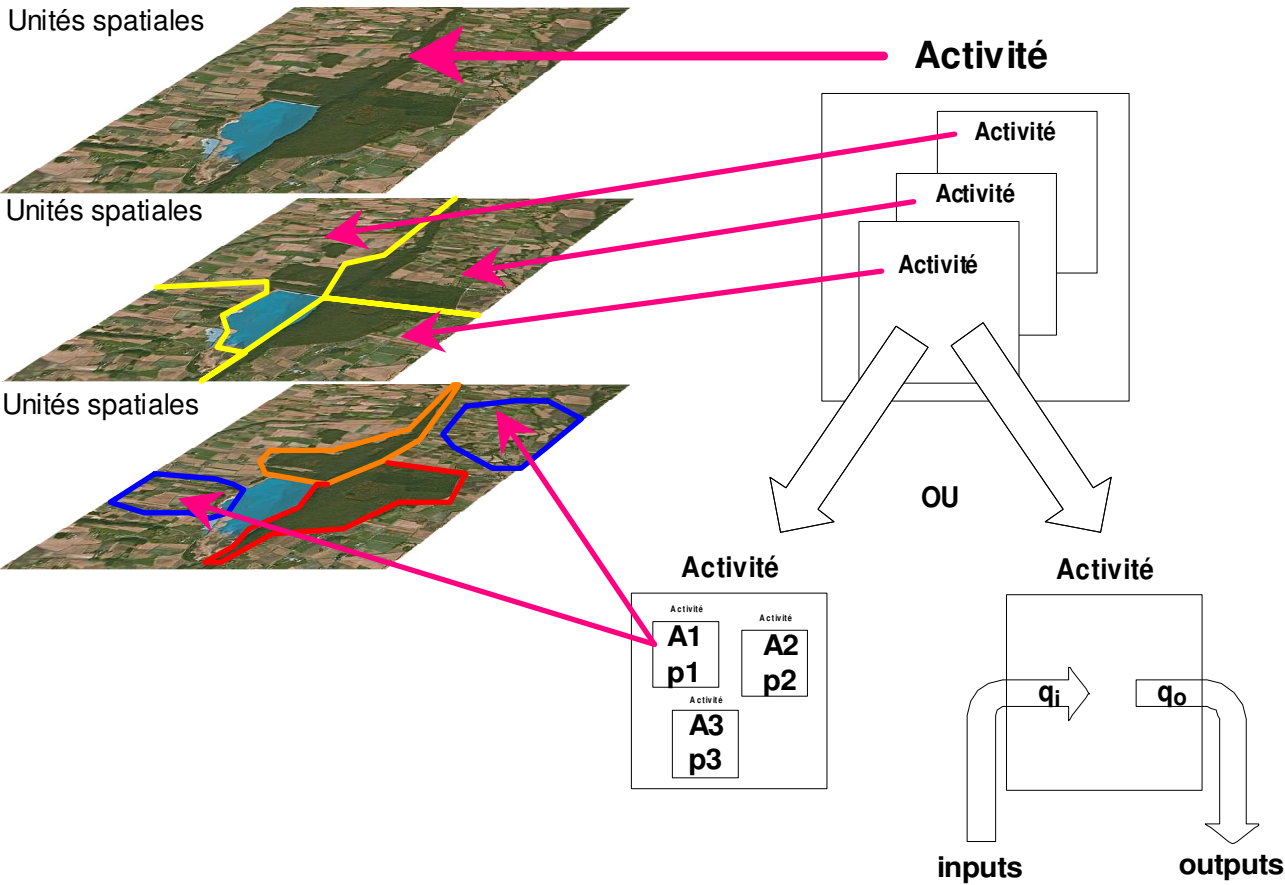 Unités spatiales
Activité
Activité
Activité
Activité
Unités spatiales
Unités spatiales
OU
Activité
Activité
A1
p1
Activité
A2
p2
Activité
A3
p3
Activité
qi
qo
inputs
outputs